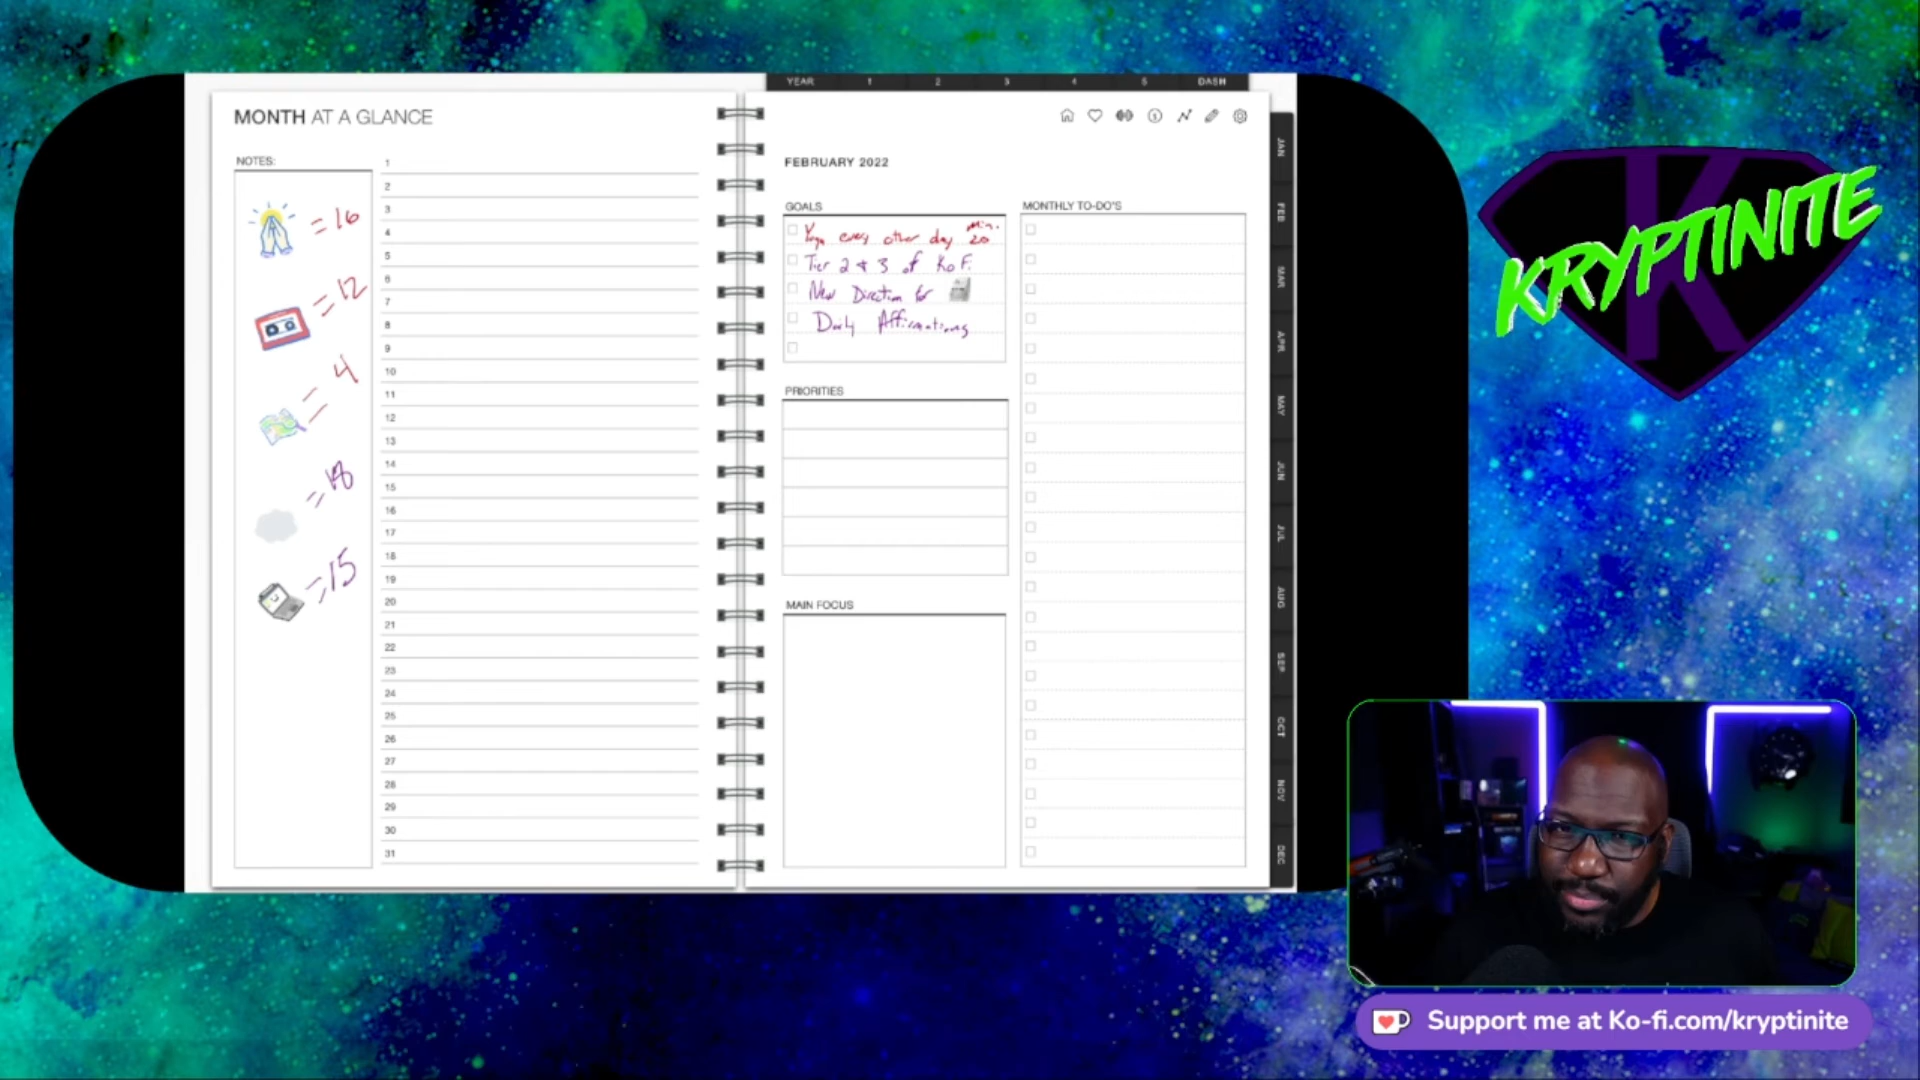 YEAR 1 2 3 4 5 DASH
MONTH AT A GLANCE
NOTES:
= 16
= 12
= 4
= 18
= 15
1
2
3
4
5
6
7
8
9
10
11
12
13
14
15
16
17
18
19
20
21
22
23
24
25
26
27
28
29
30
31
FEBRUARY 2022
GOALS
Yoga every other day min. 20
Tier 2 & 3 of Ko F.
New Direction for
Daily Affirmations
PRIORITIES
MAIN FOCUS
MONTHLY TO-DO'S
JAN
FEB
MAR
APR
MAY
JUN
JUL
AUG
SEP
OCT
NOV
DEC
K
KRYPTINITE
Support me at Ko-fi.com/kryptinite